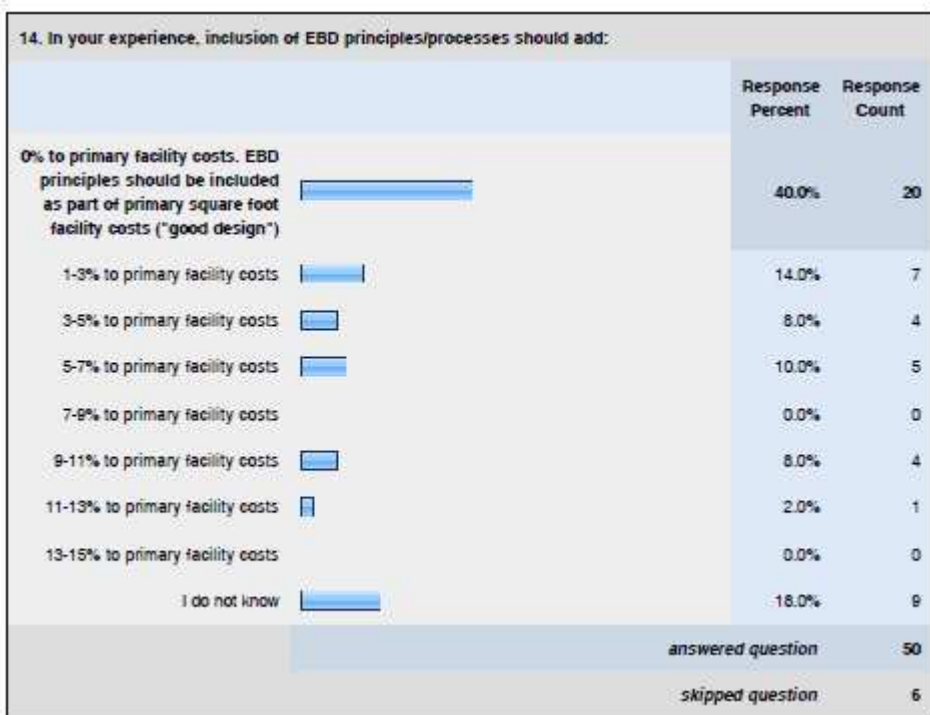 14. In your experience, inclusion of EBD principles/processes should add:
Response Percent
Response Count
0% to primary facility costs. EBD
principles should be included
as part of primary square foot
facility costs ("good design")
40.0% 20
1-3% to primary facility costs 14.0% 7
3-5% to primary facility costs 8.0% 4
5-7% to primary facility costs 10.0% 5
7-9% to primary facility costs 0.0% 0
9-11% to primary facility costs 8.0% 4
11-13% to primary facility costs 2.0% 1
13-15% to primary facility costs 0.0% 0
I do not know 18.0% 9
answered question 50
skipped question 6